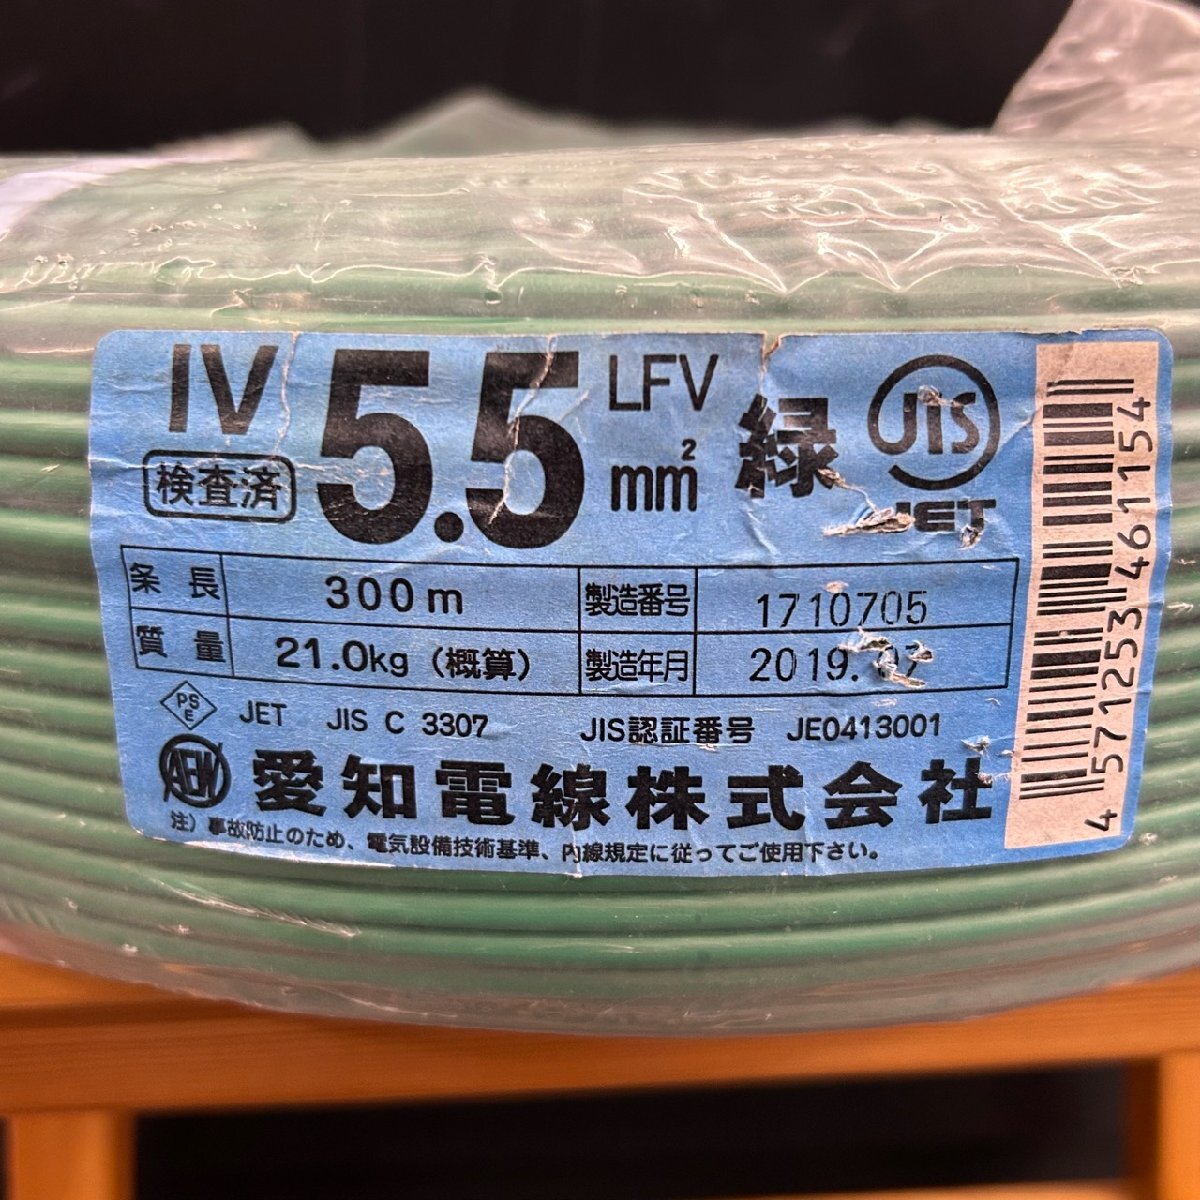 IV 5.5 LFV
mm²
緑
JIS
JET
検査済
条長 300m 製造番号 1710705
質量 21.0kg (概算) 製造年月 2019.
PS
E
JET JIS C 3307 JIS認証番号 JE0413001
AEW 愛知電線株式会社
注）事故防止のため、電気設備技術基準、内線規定に従ってご使用下さい。
4571253461154